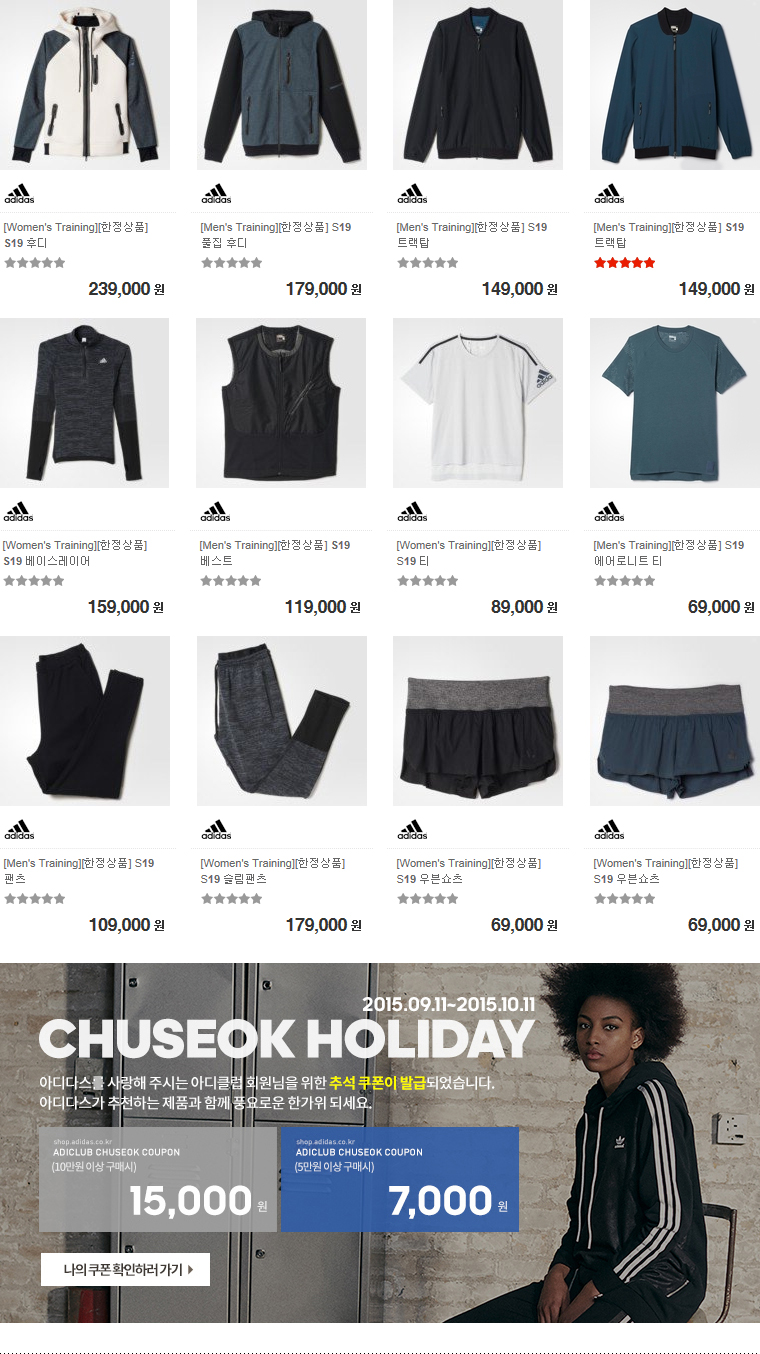 adidas
[Women's Training][한정상품]
S19 후디
239,000 원
adidas
[Men's Training][한정상품] S19
풀집 후디
179,000 원
adidas
[Men's Training][한정상품] S19
트랙탑
149,000 원
adidas
[Men's Training][한정상품] S19
트랙탑
149,000 원
adidas
[Women's Training][한정상품]
S19 베이스레이어
159,000 원
adidas
[Men's Training][한정상품] S19
베스트
119,000 원
adidas
adidas
[Women's Training][한정상품]
S19 티
89,000 원
adidas
[Men's Training][한정상품] S19
에어로니트 티
69,000 원
adidas
[Men's Training][한정상품] S19
팬츠
109,000 원
adidas
[Women's Training][한정상품]
S19 슬림팬츠
179,000 원
adidas
[Women's Training][한정상품]
S19 우븐쇼츠
69,000 원
adidas
[Women's Training][한정상품]
S19 우븐쇼츠
69,000 원
2015.09.11~2015.10.11
CHUSEOK HOLIDAY
아디다스를 사랑해 주시는 아디클럽 회원님을 위한 추석 쿠폰이 발급되었습니다.
아디다스가 추천하는 제품과 함께 풍요로운 한가위 되세요.
shop.adidas.co.kr
ADICLUB CHUSEOK COUPON
(10만원 이상 구매시)
15,000 원
shop.adidas.co.kr
ADICLUB CHUSEOK COUPON
(5만원 이상 구매시)
7,000 원
나의 쿠폰 확인하러 가기